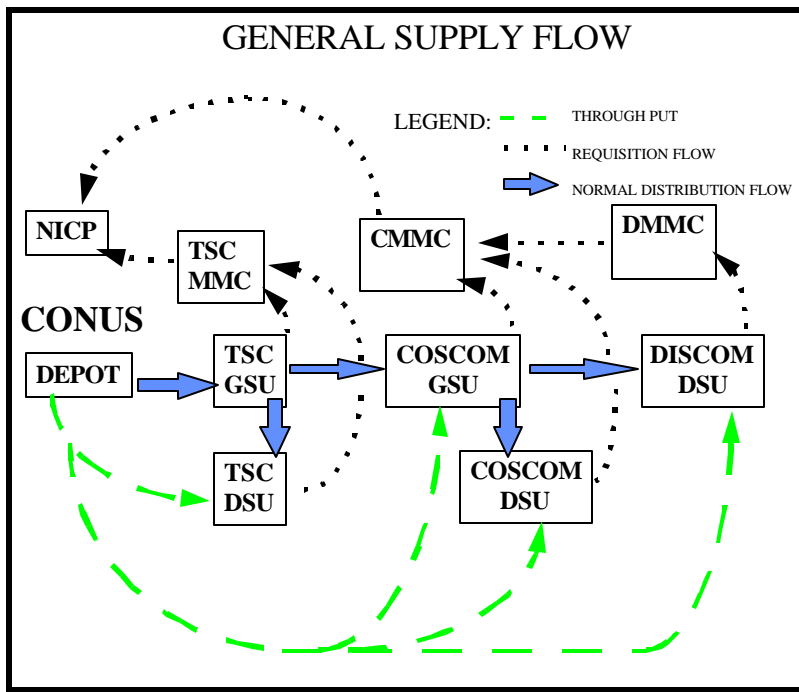 GENERAL SUPPLY FLOW
LEGEND:
THROUGH PUT
REQUISITION FLOW
NORMAL DISTRIBUTION FLOW
NICP
TSC
MMC
CMMC
DMMC
CONUS
DEPOT
TSC
GSU
COSCOM
GSU
DISCOM
DSU
TSC
DSU
COSCOM
DSU